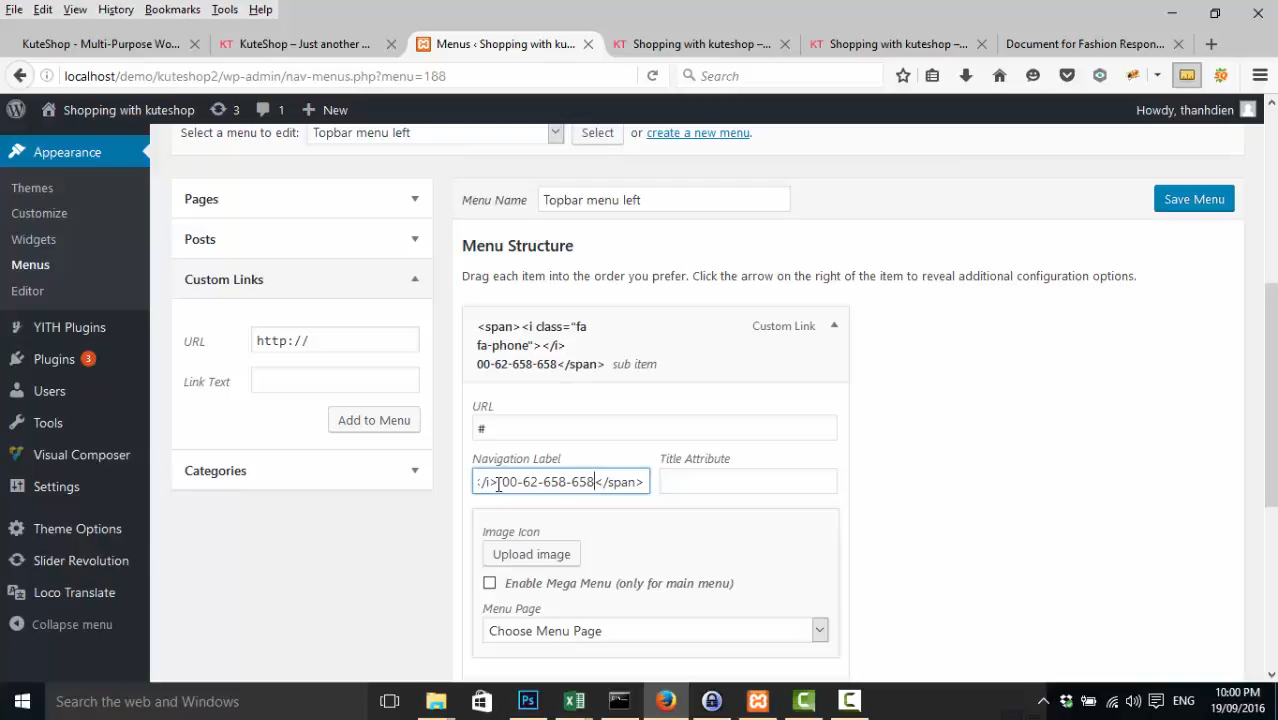 File Edit View History Bookmarks Tools Help
KuteShop - Multi-Purpose Wo...
KT KuteShop – Just another ...
Menus ‹ Shopping with ku...
KT Shopping with kuteshop –...
KT Shopping with kuteshop –...
Document for Fashion Respon...
localhost/demo/kuteshop2/wp-admin/nav-menus.php?menu=188
Search
Shopping with kuteshop 3 1 New
Howdy, thanhdien
Appearance
Themes
Customize
Widgets
Menus
Editor
YITH Plugins
Plugins 3
Users
Tools
Visual Composer
Settings
Theme Options
Slider Revolution
Loco Translate
Collapse menu
Select a menu to edit: Topbar menu left Select or create a new menu.
Pages
Posts
Custom Links
URL http://
Link Text
Add to Menu
Categories
Menu Name Topbar menu left Save Menu
Menu Structure
Drag each item into the order you prefer. Click the arrow on the right of the item to reveal additional configuration options.
<span><i class="fa
fa-phone"></i>
00-62-658-658</span> sub item
Custom Link
URL
#
Navigation Label Title Attribute
</i> 00-62-658-658</span>
Image Icon
Upload image
Enable Mega Menu (only for main menu)
Menu Page
Choose Menu Page
Search the web and Windows
ENG
10:00 PM
19/09/2016